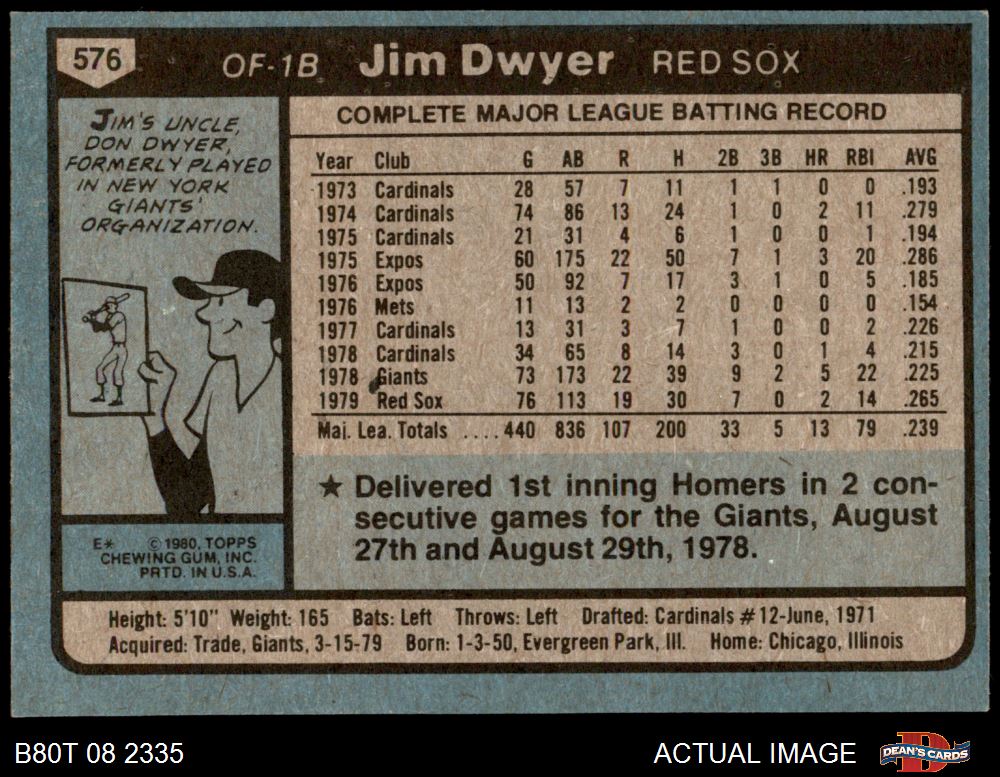 576 OF-1B Jim Dwyer RED SOX
JIM'S UNCLE,
DON DWYER,
FORMERLY PLAYED
IN NEW YORK
GIANTS'
ORGANIZATION.
E* © 1980, TOPPS
CHEWING GUM, INC.
PRTD. IN U.S.A.
COMPLETE MAJOR LEAGUE BATTING RECORD
Year Club G AB R H 2B 3B HR RBI AVG
1973 Cardinals 28 57 7 11 1 1 0 0 .193
1974 Cardinals 74 86 13 24 1 0 2 11 .279
1975 Cardinals 21 31 4 6 1 0 0 1 .194
1975 Expos 60 175 22 50 7 1 3 20 .286
1976 Expos 50 92 7 17 3 1 0 5 .185
1976 Mets 11 13 2 2 0 0 0 0 .154
1977 Cardinals 13 31 3 7 1 0 0 2 .226
1978 Cardinals 34 65 8 14 3 0 1 4 .215
1978 Giants 73 173 22 39 9 2 5 22 .225
1979 Red Sox 76 113 19 30 7 0 2 14 .265
Maj. Lea. Totals ....440 836 107 200 33 5 13 79 .239
★ Delivered 1st inning Homers in 2 con-
secutive games for the Giants, August
27th and August 29th, 1978.
Height: 5'10" Weight: 165 Bats: Left Throws: Left Drafted: Cardinals #12-June, 1971
Acquired: Trade, Giants, 3-15-79 Born: 1-3-50, Evergreen Park, Ill. Home: Chicago, Illinois
B80T 08 2335 ACTUAL IMAGE D DEAN'S CARDS